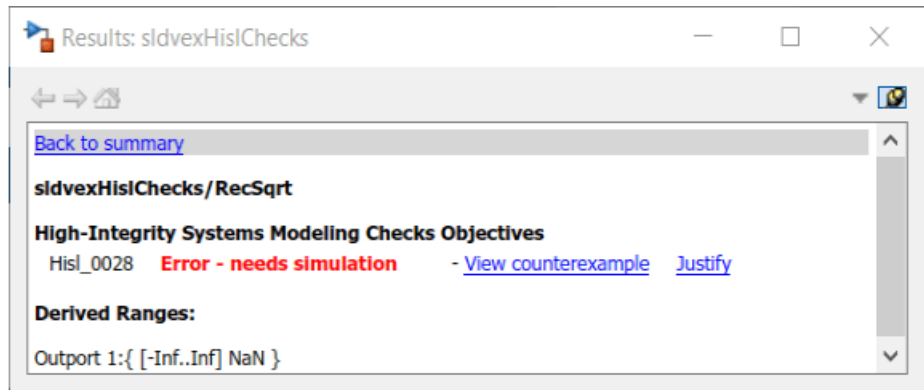 Results: sldvexHislChecks
Back to summary
sldvexHislChecks/RecSqrt
High-Integrity Systems Modeling Checks Objectives
Hisl_0028 Error - needs simulation - View counterexample Justify
Derived Ranges:
Outport 1:{ [-Inf..Inf] NaN }